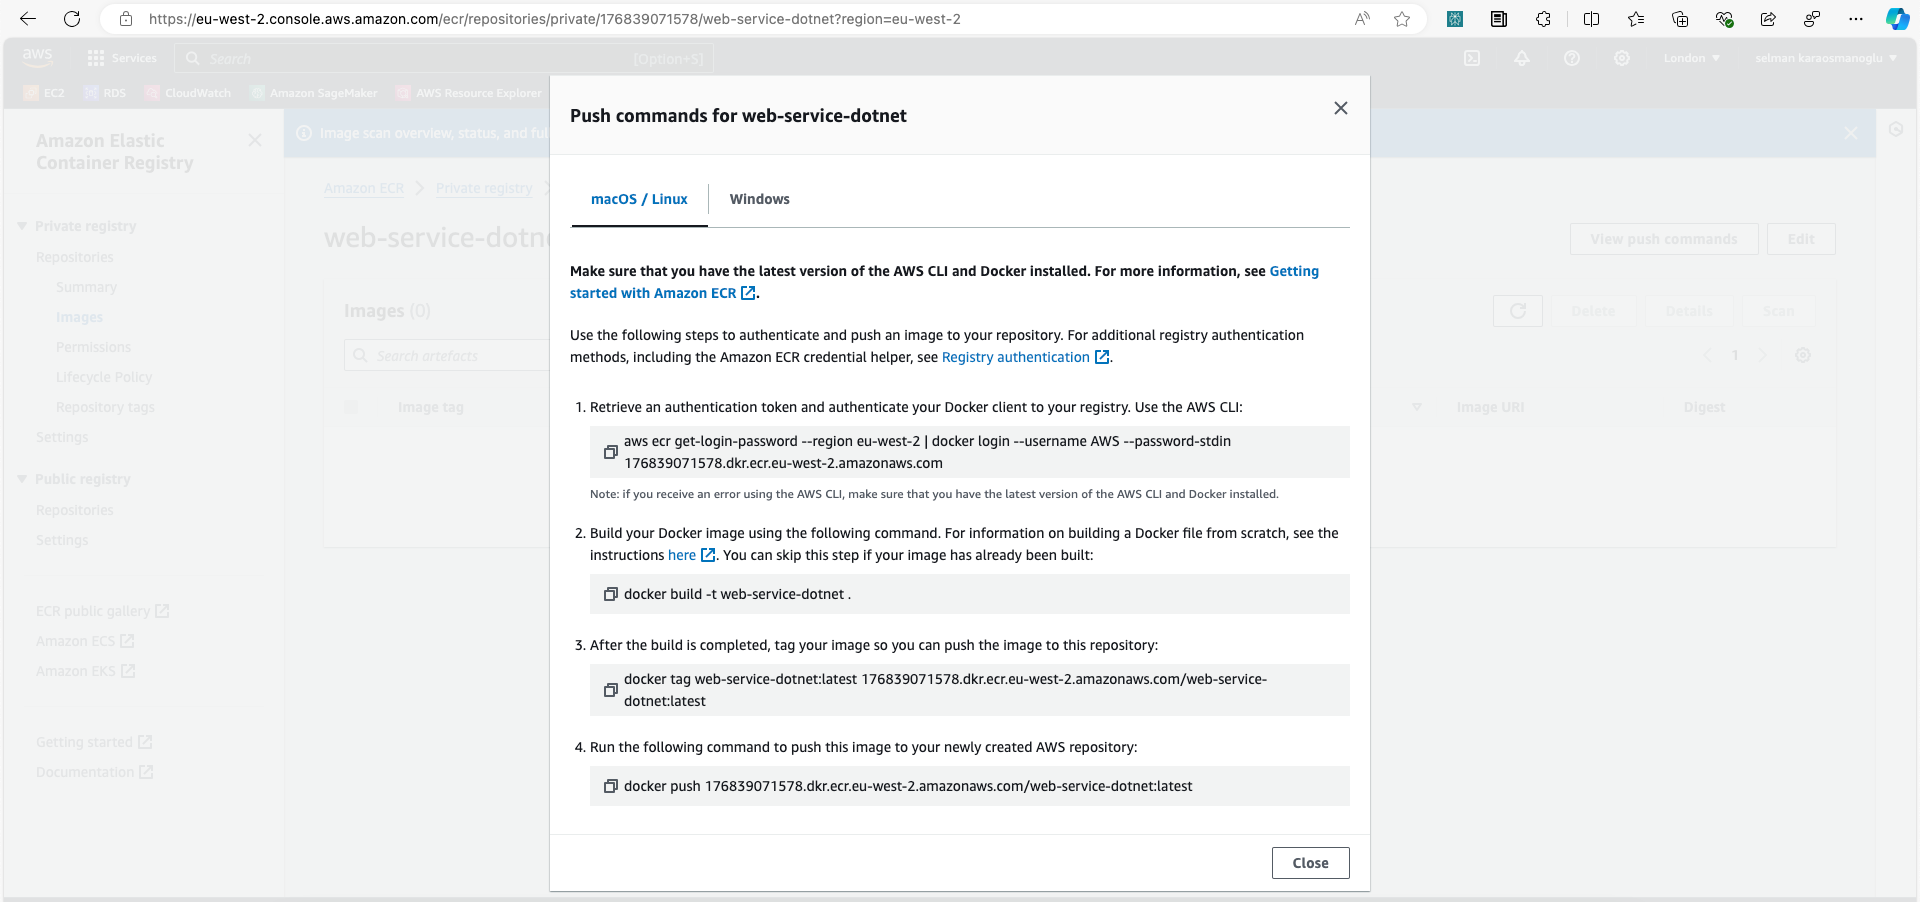 https://eu-west-2.console.aws.amazon.com/ecr/repositories/private/176839071578/web-service-dotnet?region=eu-west-2
aws
Services
Search
[Option+S]
London
selman karaosmanoglu
EC2
RDS
CloudWatch
Amazon SageMaker
AWS Resource Explorer
Amazon Elastic
Container Registry
Private registry
Repositories
Summary
Images
Permissions
Lifecycle Policy
Repository tags
Settings
Public registry
Repositories
Settings
ECR public gallery
Amazon ECS
Amazon EKS
Getting started
Documentation
Image scan overview, status, and ful
Amazon ECR
Private registry
web-service-dotn
View push commands
Edit
Images (0)
Delete
Details
Scan
Search artefacts
1
Image tag
Image URI
Digest
Push commands for web-service-dotnet
macOS / Linux
Windows
Make sure that you have the latest version of the AWS CLI and Docker installed. For more information, see Getting
started with Amazon ECR .
Use the following steps to authenticate and push an image to your repository. For additional registry authentication
methods, including the Amazon ECR credential helper, see Registry authentication .
1. Retrieve an authentication token and authenticate your Docker client to your registry. Use the AWS CLI:
aws ecr get-login-password --region eu-west-2 | docker login --username AWS --password-stdin
176839071578.dkr.ecr.eu-west-2.amazonaws.com
Note: if you receive an error using the AWS CLI, make sure that you have the latest version of the AWS CLI and Docker installed.
2. Build your Docker image using the following command. For information on building a Docker file from scratch, see the
instructions here . You can skip this step if your image has already been built:
docker build -t web-service-dotnet .
3. After the build is completed, tag your image so you can push the image to this repository:
docker tag web-service-dotnet:latest 176839071578.dkr.ecr.eu-west-2.amazonaws.com/web-service-
dotnet:latest
4. Run the following command to push this image to your newly created AWS repository:
docker push 176839071578.dkr.ecr.eu-west-2.amazonaws.com/web-service-dotnet:latest
Close